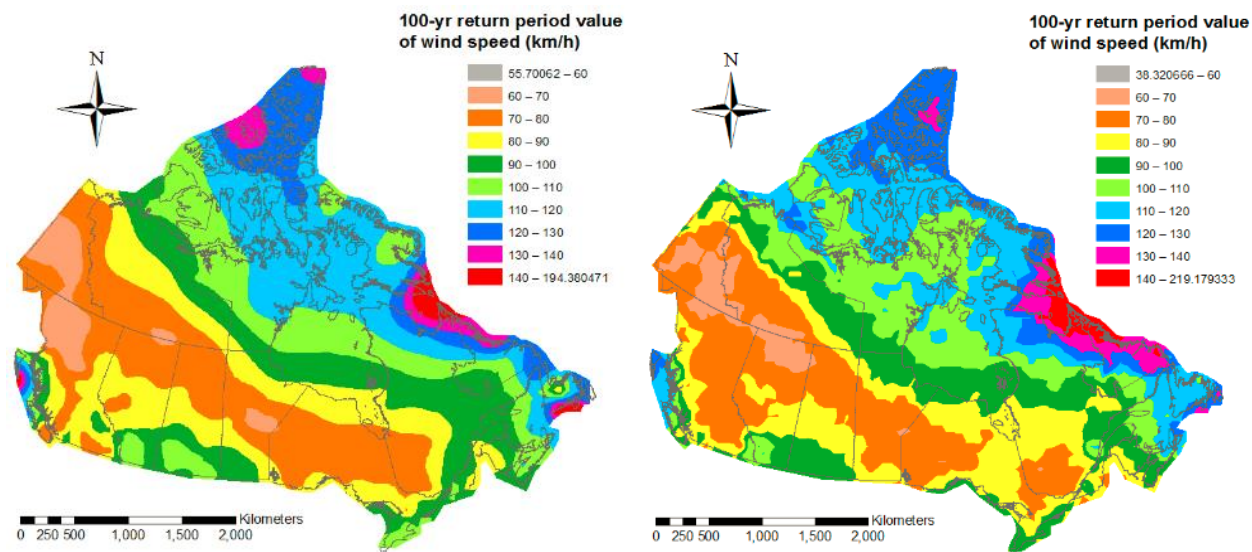 100-yr return period value
of wind speed (km/h)
N
55.70062 – 60
60 – 70
70 – 80
80 – 90
90 – 100
100 – 110
110 – 120
120 – 130
130 – 140
140 – 194.380471
Kilometers
0 250 500 1,000 1,500 2,000
100-yr return period value
of wind speed (km/h)
N
38.320666 – 60
60 – 70
70 – 80
80 – 90
90 – 100
100 – 110
110 – 120
120 – 130
130 – 140
140 – 219.179333
Kilometers
0 250 500 1,000 1,500 2,000